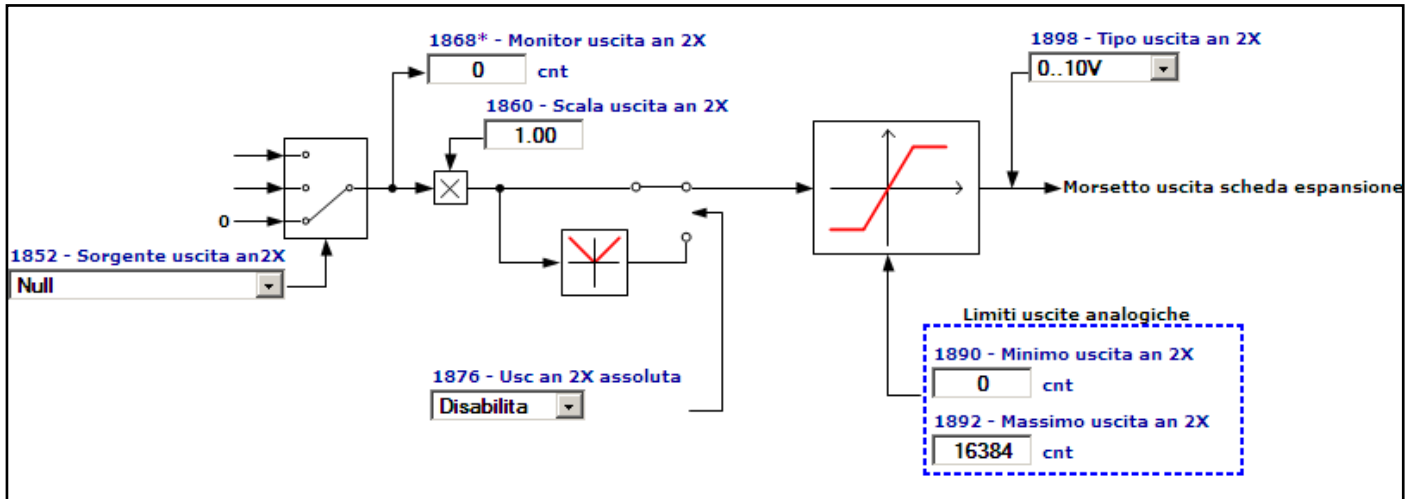 1868* - Monitor uscita an 2X
0 cnt
1898 - Tipo uscita an 2X
0..10V
1860 - Scala uscita an 2X
1.00
Morsetto uscita scheda espansione
0
1852 - Sorgente uscita an2X
Null
Limiti uscite analogiche
1890 - Minimo uscita an 2X
0 cnt
1876 - Usc an 2X assoluta
Disabilita
1892 - Massimo uscita an 2X
16384 cnt